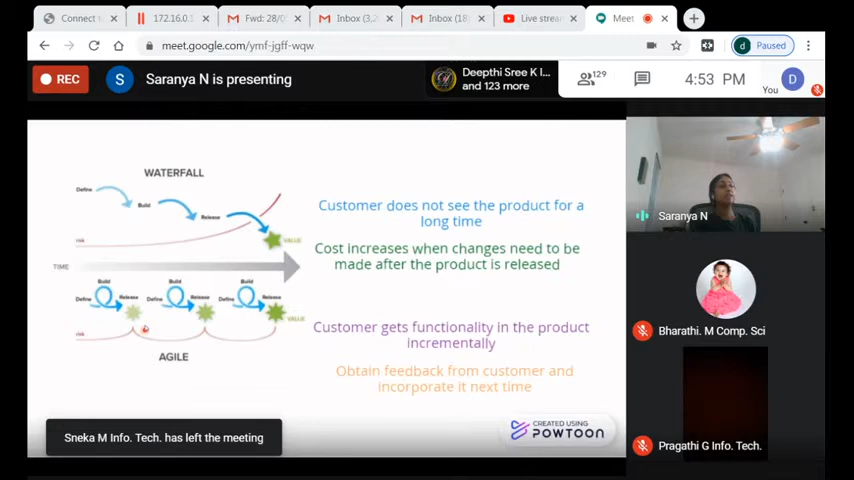 Connect t
172.16.0.1
Fwd: 28/0
Inbox (3,2
Inbox (18)
Live stream
Meet
meet.google.com/ymf-jgff-wqw
d
Paused
REC
S
Saranya N is presenting
Deepthi Sree K I...
and 123 more
129
4:53 PM
You
D
WATERFALL
Define
Build
Release
VALUE
risk
TIME
Build
Build
Build
Define
Release
Define
Release
Define
Release
VALUE
risk
AGILE
Customer does not see the product for a
long time
Cost increases when changes need to be
made after the product is released
Customer gets functionality in the product
incrementally
Obtain feedback from customer and
incorporate it next time
CREATED USING
POWTOON
Sneka M Info. Tech. has left the meeting
Saranya N
Bharathi. M Comp. Sci
Pragathi G Info. Tech.